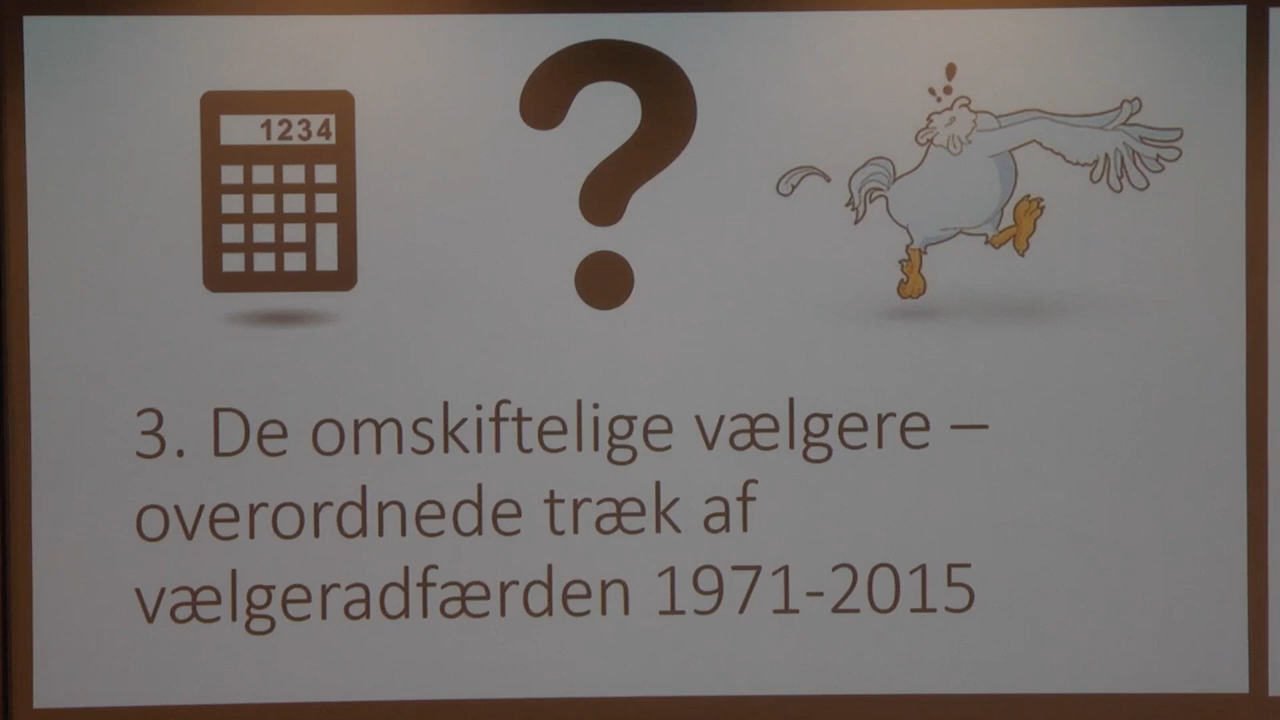 1234
?
3. De omskiftelige vælgere –
overordnede træk af
vælgeradfærden 1971-2015